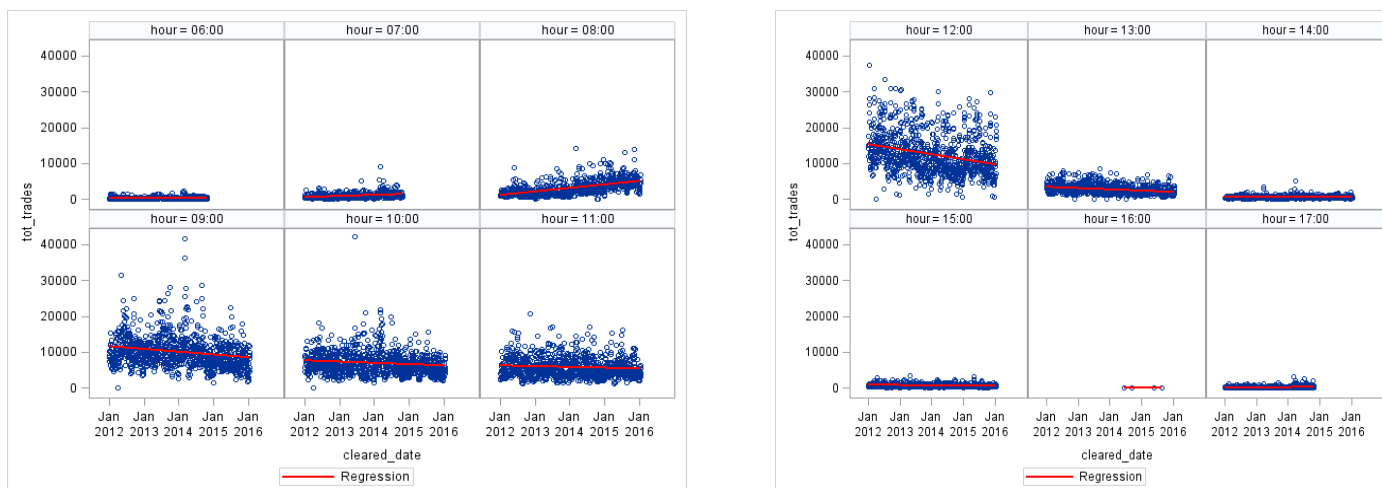 hour = 06:00 hour = 07:00 hour = 08:00
40000
30000
20000
10000
0
hour = 09:00 hour = 10:00 hour = 11:00
40000
30000
20000
10000
0
tot_trades
Jan Jan Jan Jan Jan Jan Jan Jan Jan Jan Jan Jan Jan Jan Jan
2012 2013 2014 2015 2016 2012 2013 2014 2015 2016 2012 2013 2014 2015 2016
cleared_date
Regression
hour = 12:00 hour = 13:00 hour = 14:00
40000
30000
20000
10000
0
hour = 15:00 hour = 16:00 hour = 17:00
40000
30000
20000
10000
0
tot_trades
Jan Jan Jan Jan Jan Jan Jan Jan Jan Jan Jan Jan Jan Jan Jan
2012 2013 2014 2015 2016 2012 2013 2014 2015 2016 2012 2013 2014 2015 2016
cleared_date
Regression